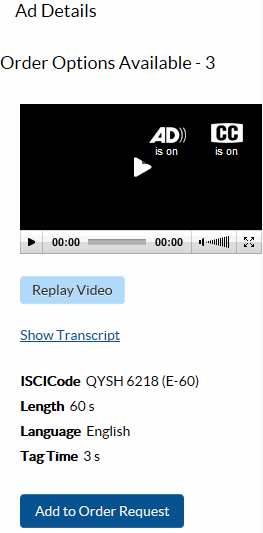 Ad Details
Order Options Available - 3
AD CC
is on is on
00:00 00:00
Replay Video
Show Transcript
ISCICode QYSH 6218 (E-60)
Length 60 s
Language English
Tag Time 3 s
Add to Order Request